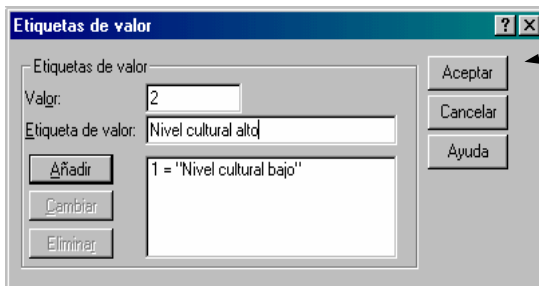 Etiquetas de valor
Etiquetas de valor
Valor: 2
Etiqueta de valor: Nivel cultural alto
Añadir
Cambiar
Eliminar
1 = "Nivel cultural bajo"
Aceptar
Cancelar
Ayuda